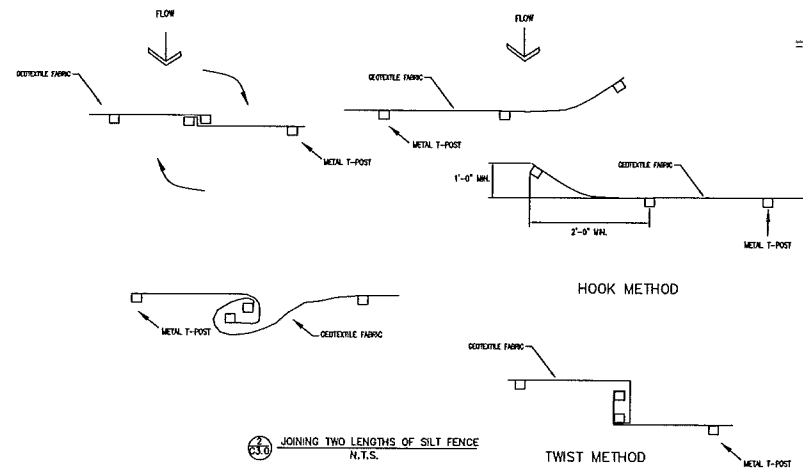 FLOW
FLOW
GEOTEXTILE FABRIC
GEOTEXTILE FABRIC
METAL T-POST
METAL T-POST
GEOTEXTILE FABRIC
1'-0" MIN.
2'-0" MIN.
METAL T-POST
HOOK METHOD
METAL T-POST
GEOTEXTILE FABRIC
GEOTEXTILE FABRIC
2
C3.0
JOINING TWO LENGTHS OF SILT FENCE
N.T.S.
TWIST METHOD
METAL T-POST